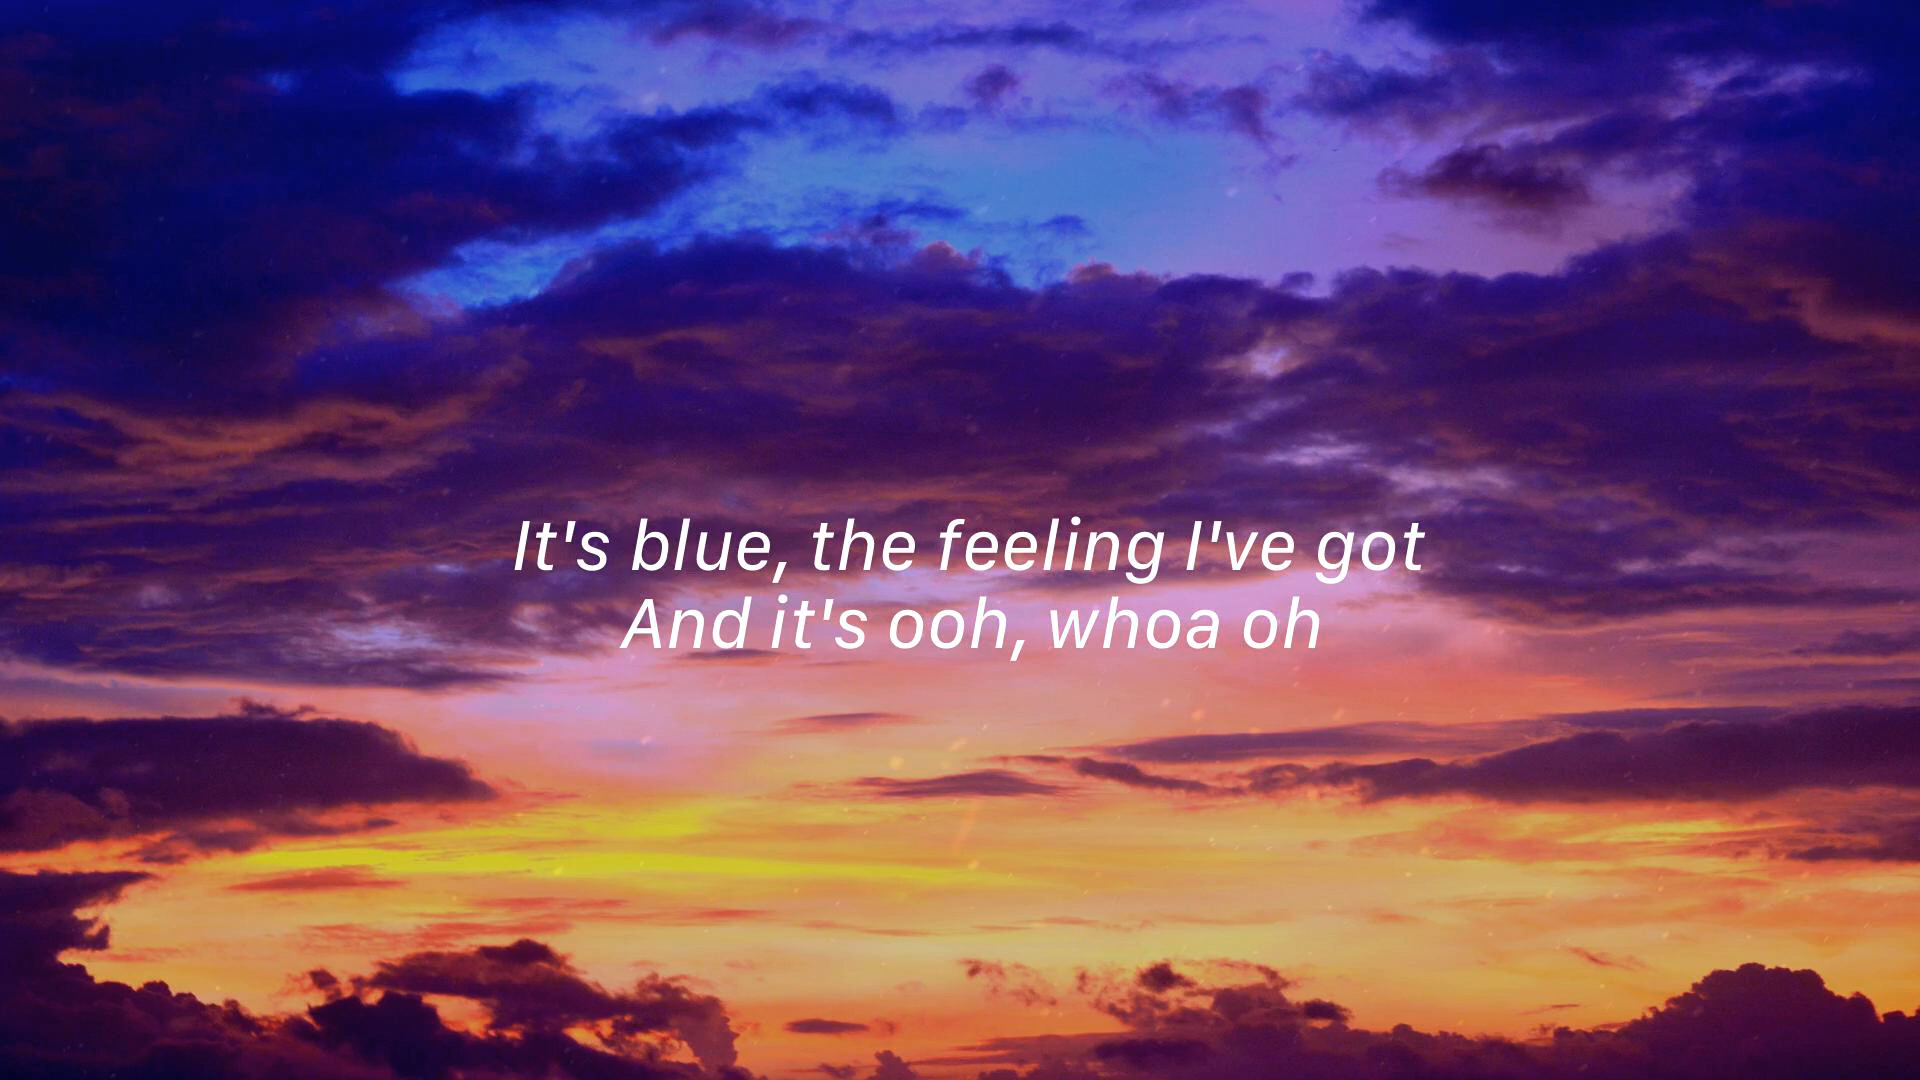 It's blue, the feeling I've got
And it's ooh, whoa oh